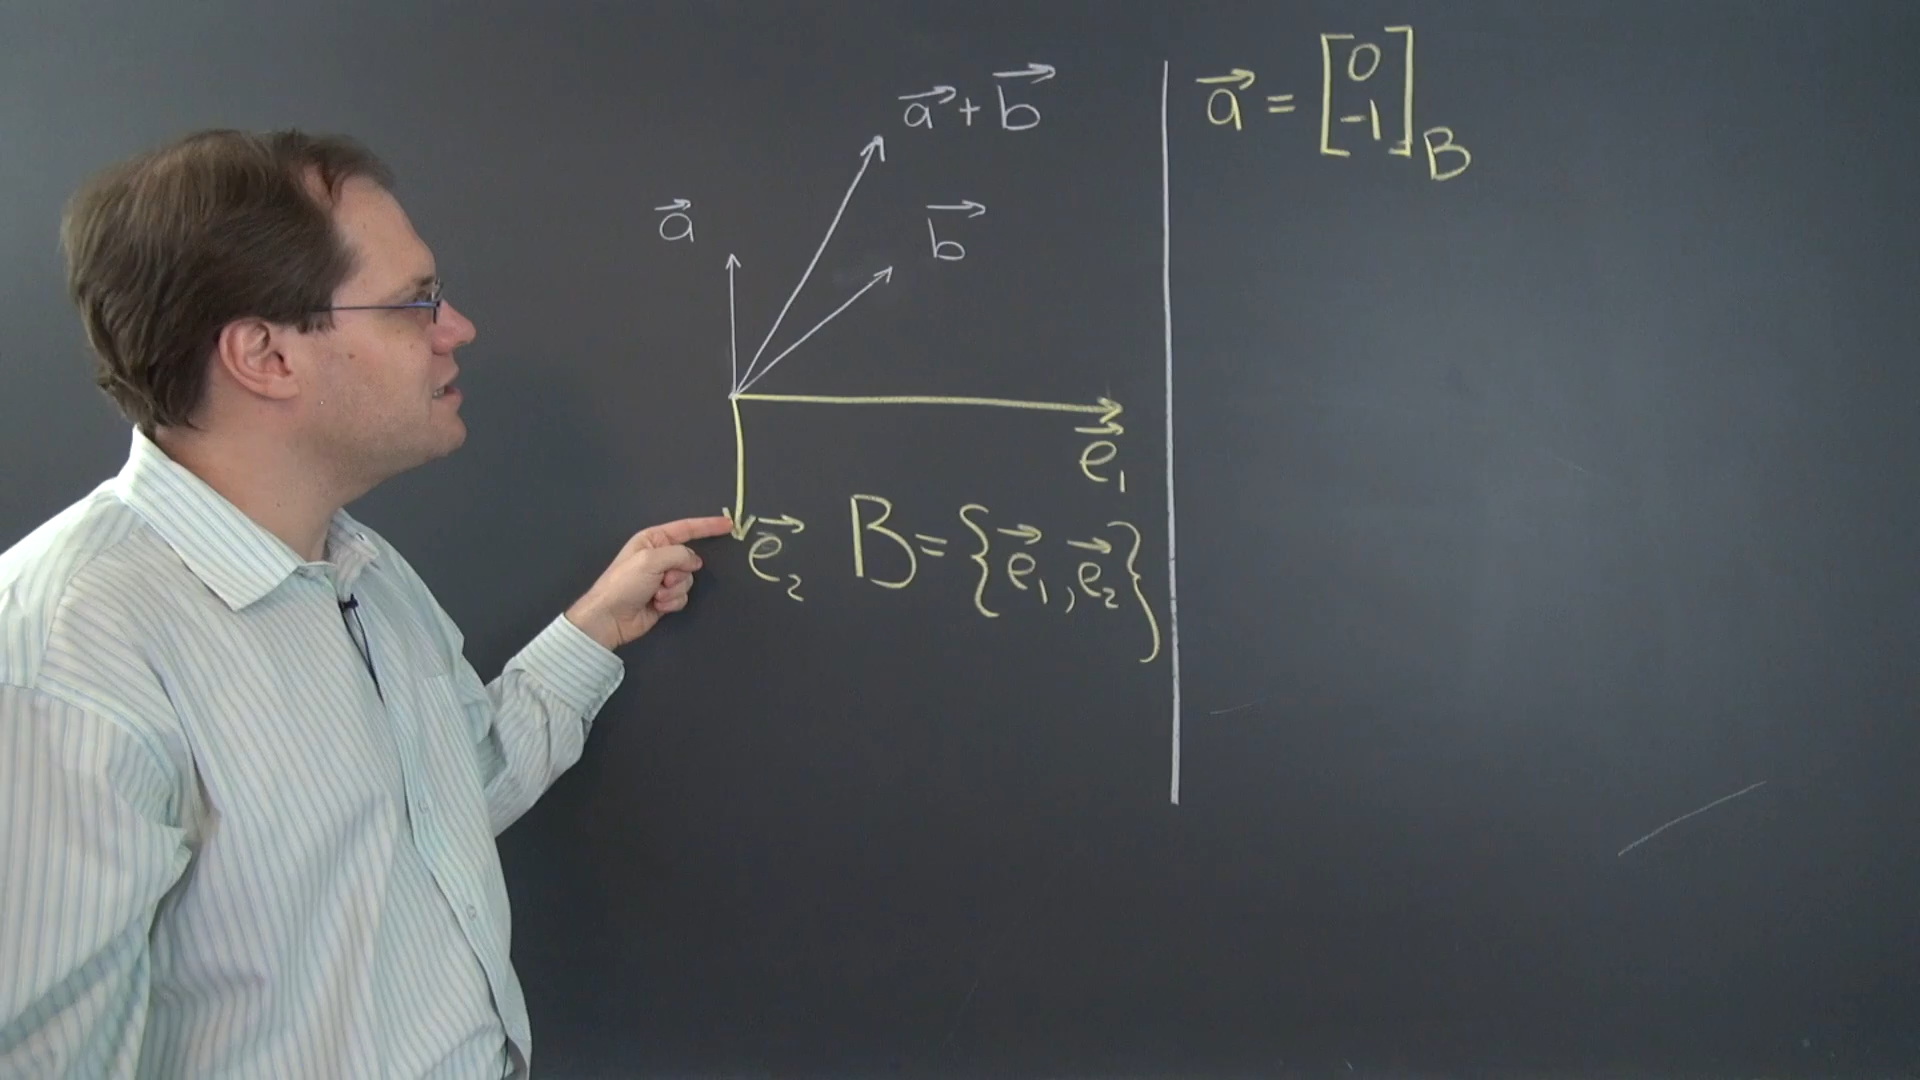 a⃗ + b⃗
a⃗
b⃗
e⃗₁
e⃗₂
B = {e⃗₁, e⃗₂}
a⃗ = [0
-1]B